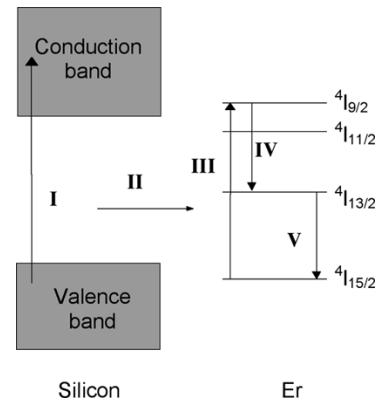 Conduction
band
⁴I₉/₂
⁴I₁₁/₂
III
IV
II
I
⁴I₁₃/₂
V
Valence
band
⁴I₁₅/₂
Silicon
Er